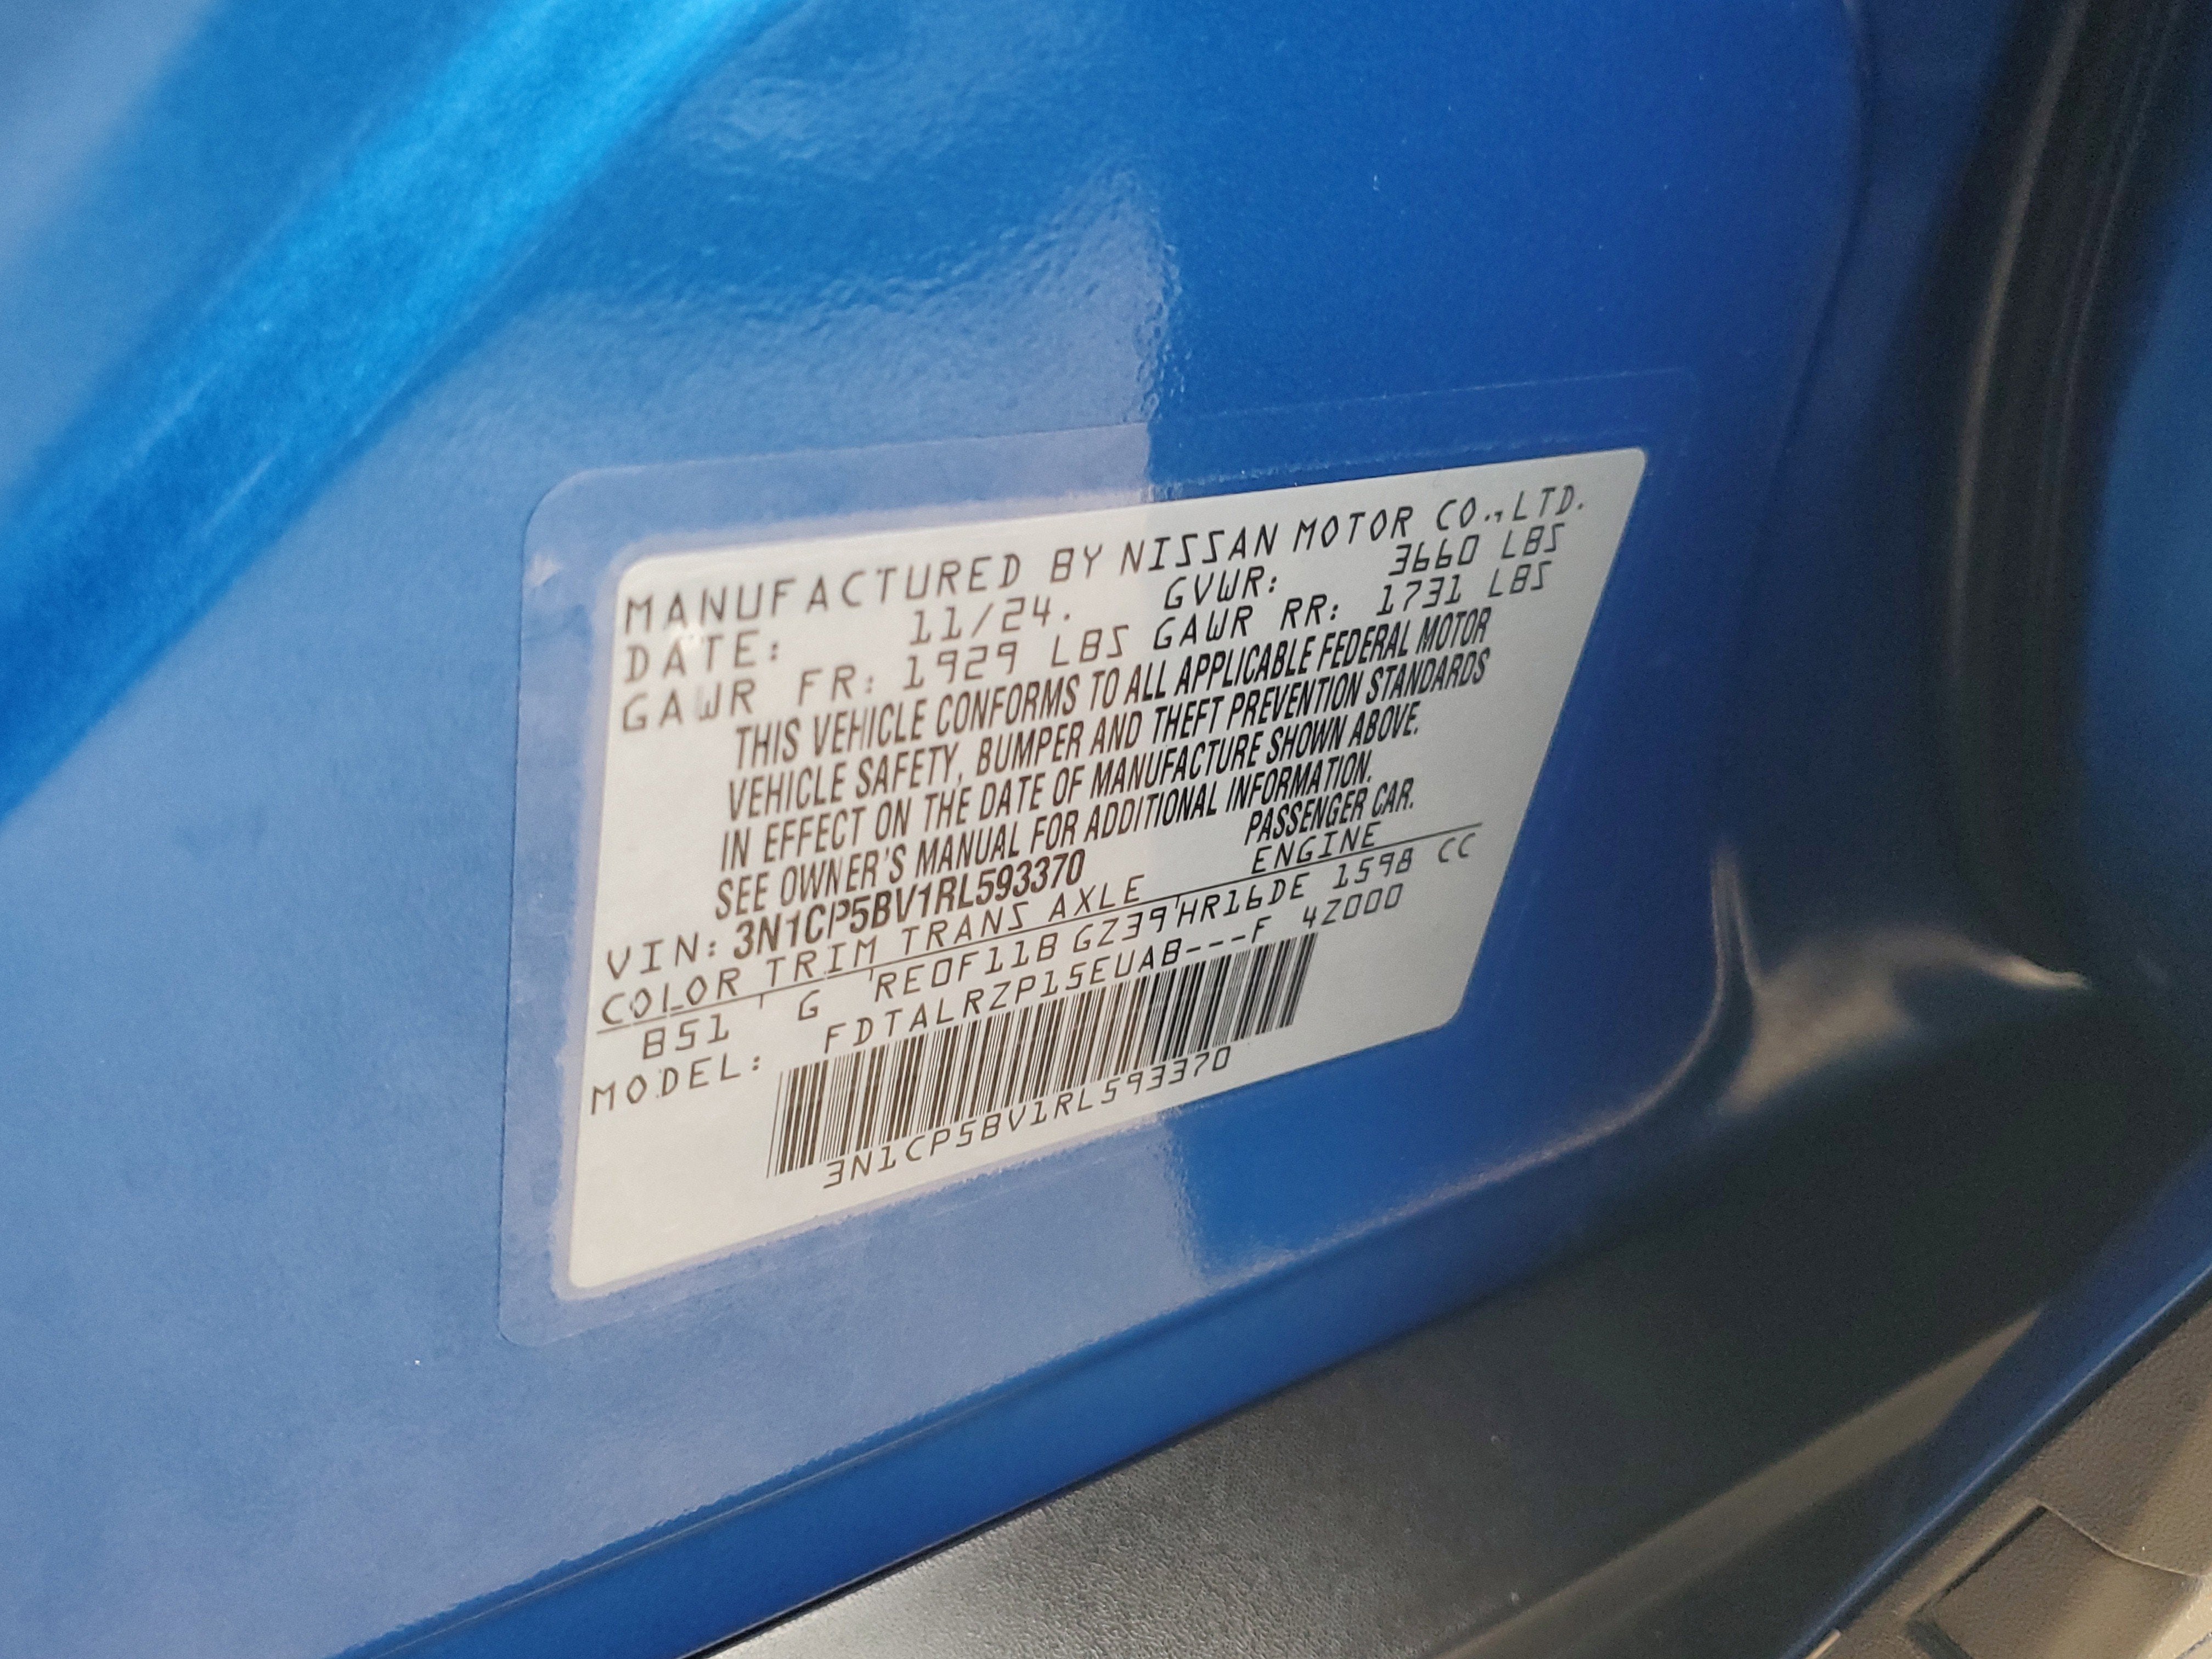 MANUFACTURED BY NISSAN MOTOR CO.,LTD.
DATE: 11/24. GVWR: 3660 LBS
GAWR FR: 1929 LBS GAWR RR: 1731 LBS
THIS VEHICLE CONFORMS TO ALL APPLICABLE FEDERAL MOTOR
VEHICLE SAFETY, BUMPER AND THEFT PREVENTION STANDARDS
IN EFFECT ON THE DATE OF MANUFACTURE SHOWN ABOVE.
SEE OWNER'S MANUAL FOR ADDITIONAL INFORMATION.
VIN: 3N1CP5BV1RL593370 PASSENGER CAR.
COLOR TRIM TRANS AXLE ENGINE
B51 G RE0F11B GZ39 HR16DE 1598 CC
MODEL: FDTALRZP15EUAB---F 4Z000
3N1CP5BV1RL593370